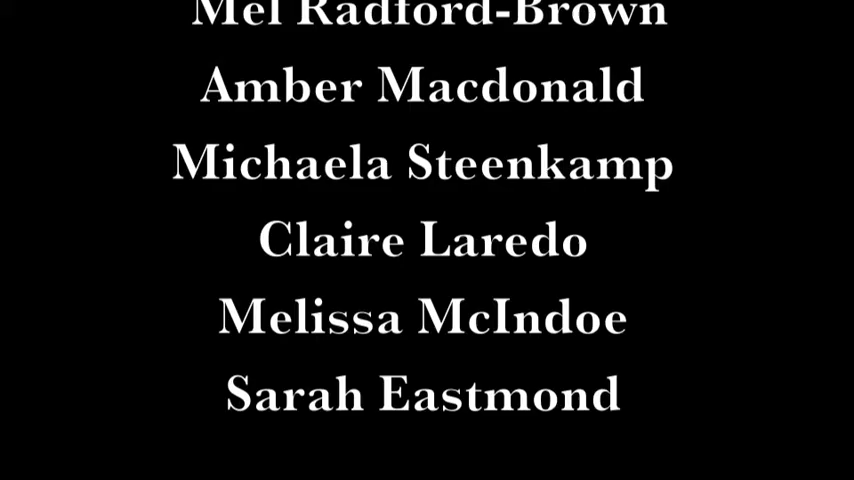 Mel Radford-Brown
Amber Macdonald
Michaela Steenkamp
Claire Laredo
Melissa McIndoe
Sarah Eastmond